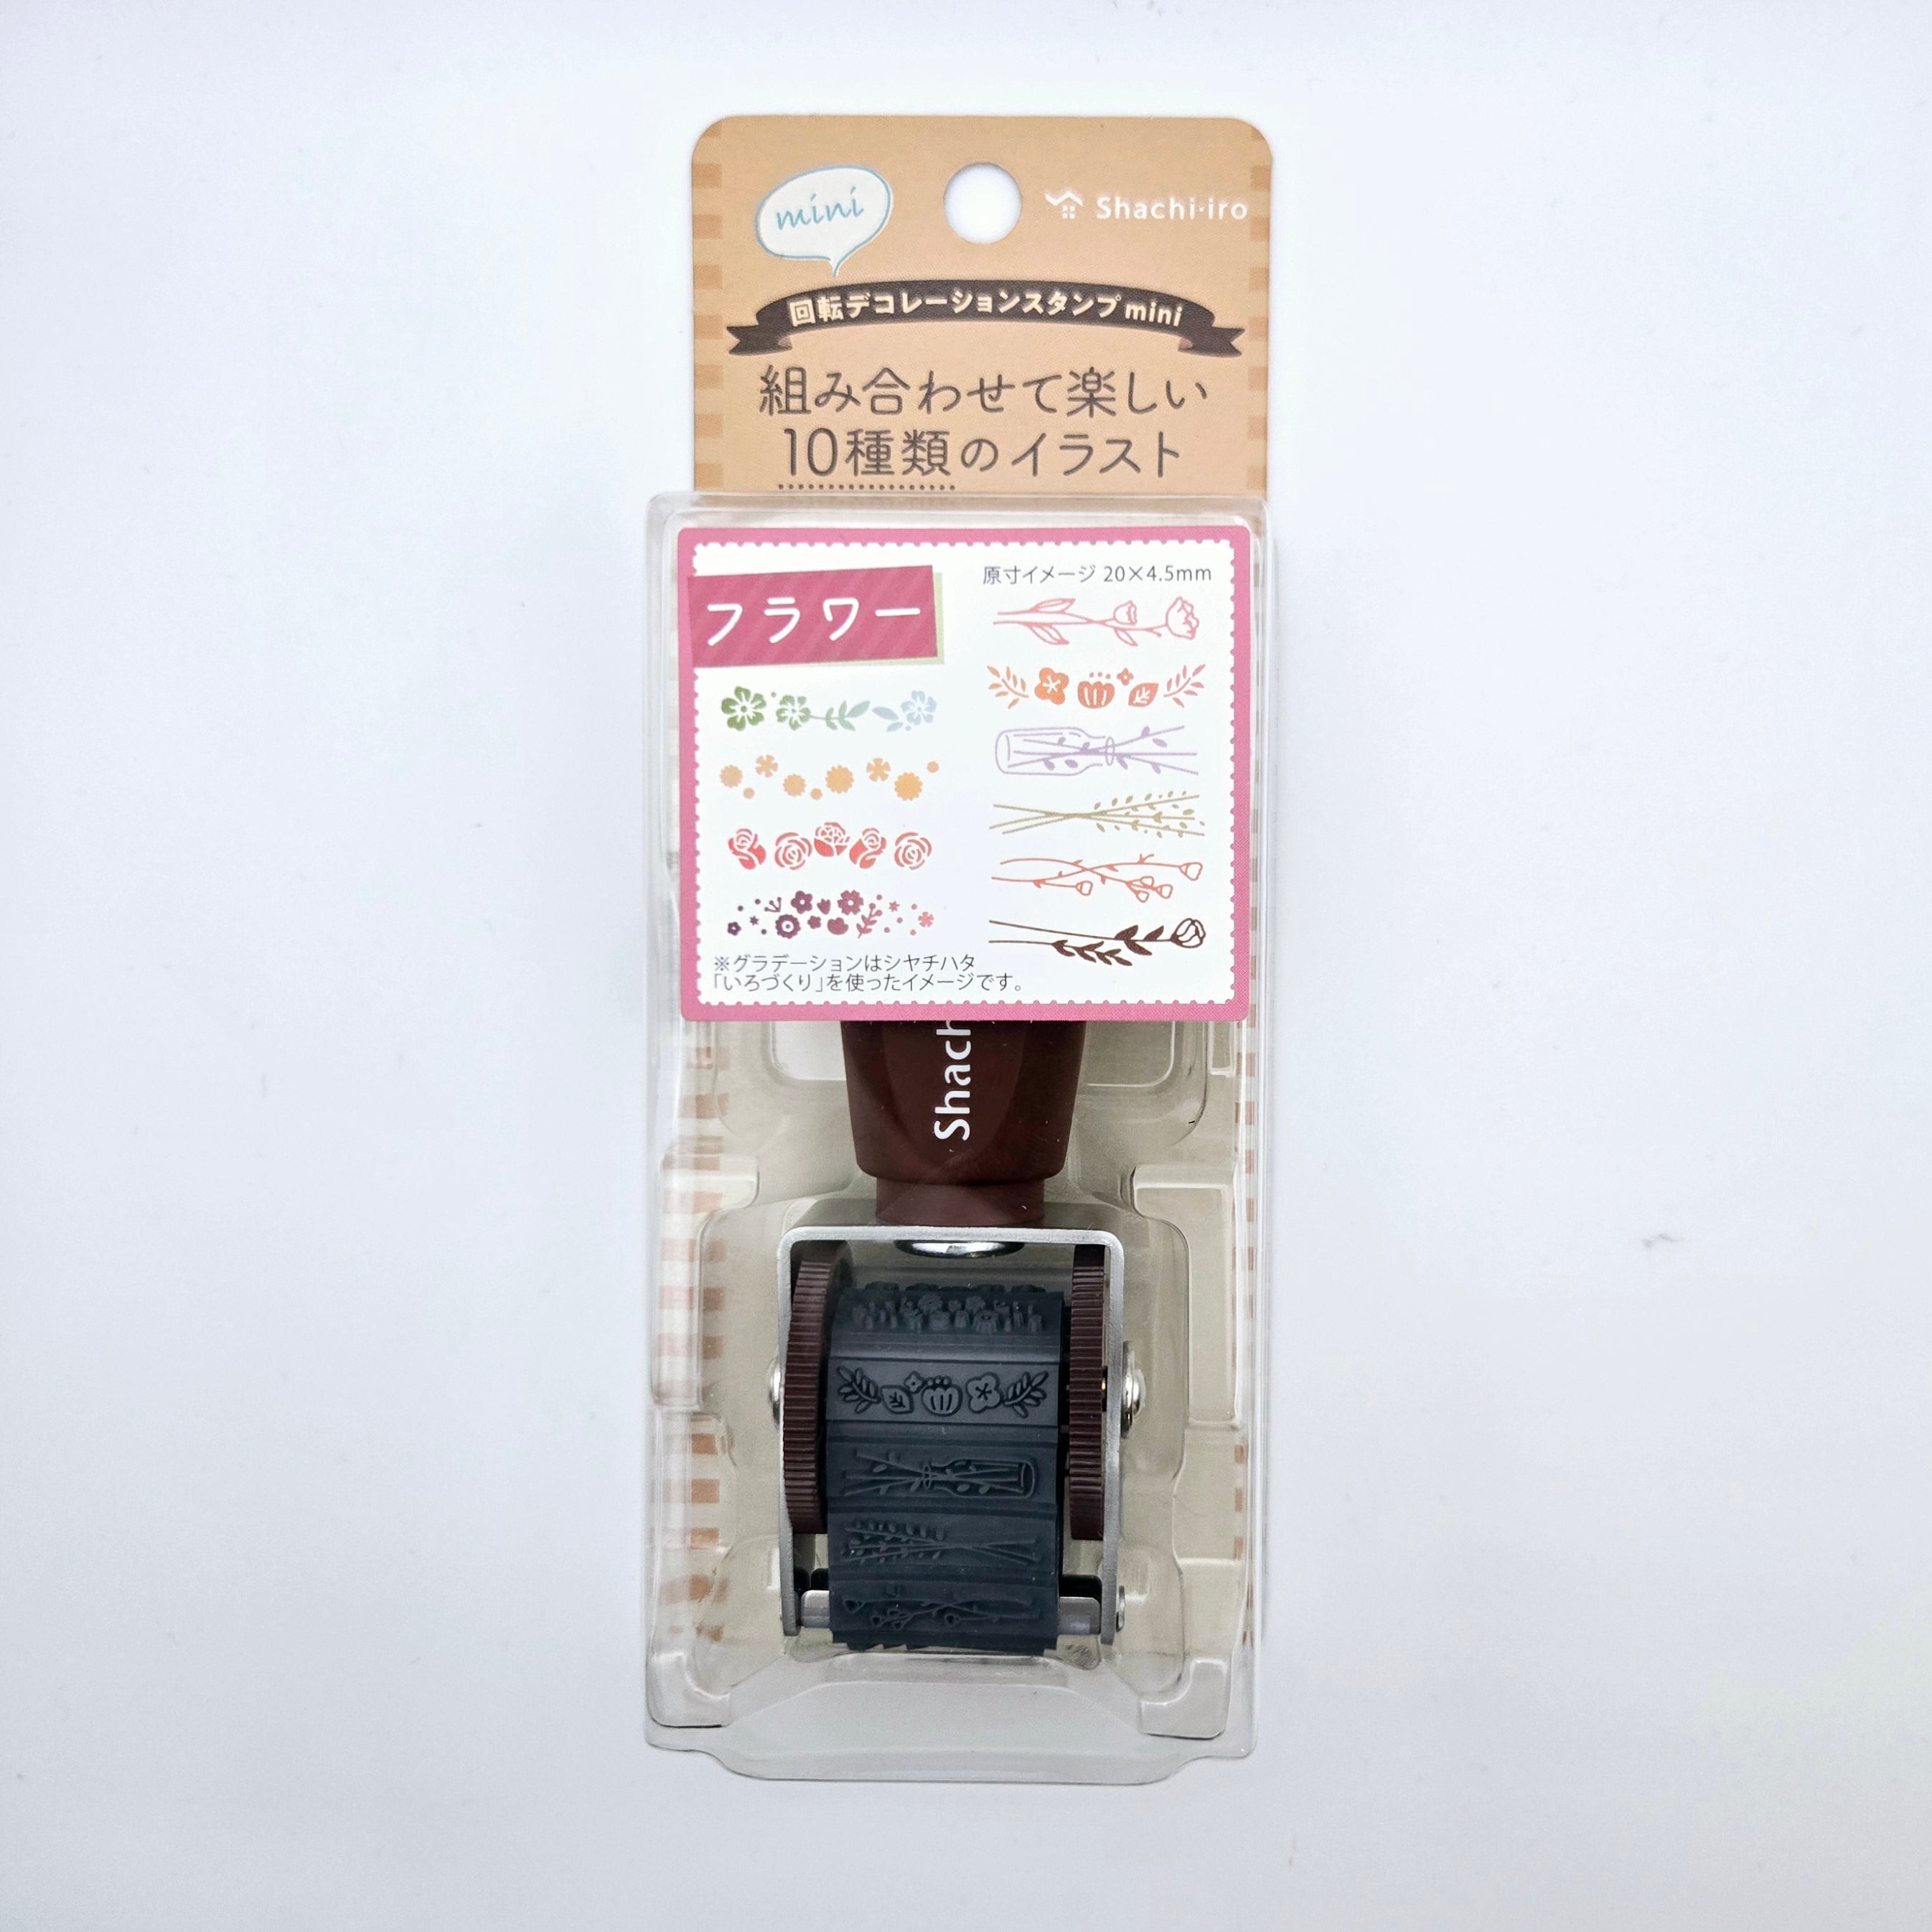 mini
Shachi·iro
回転デコレーションスタンプmini
組み合わせて楽しい
10種類のイラスト
フラワー
原寸イメージ 20×4.5mm
※グラデーションはシヤチハタ
「いろづくり」を使ったイメージです。
Shach